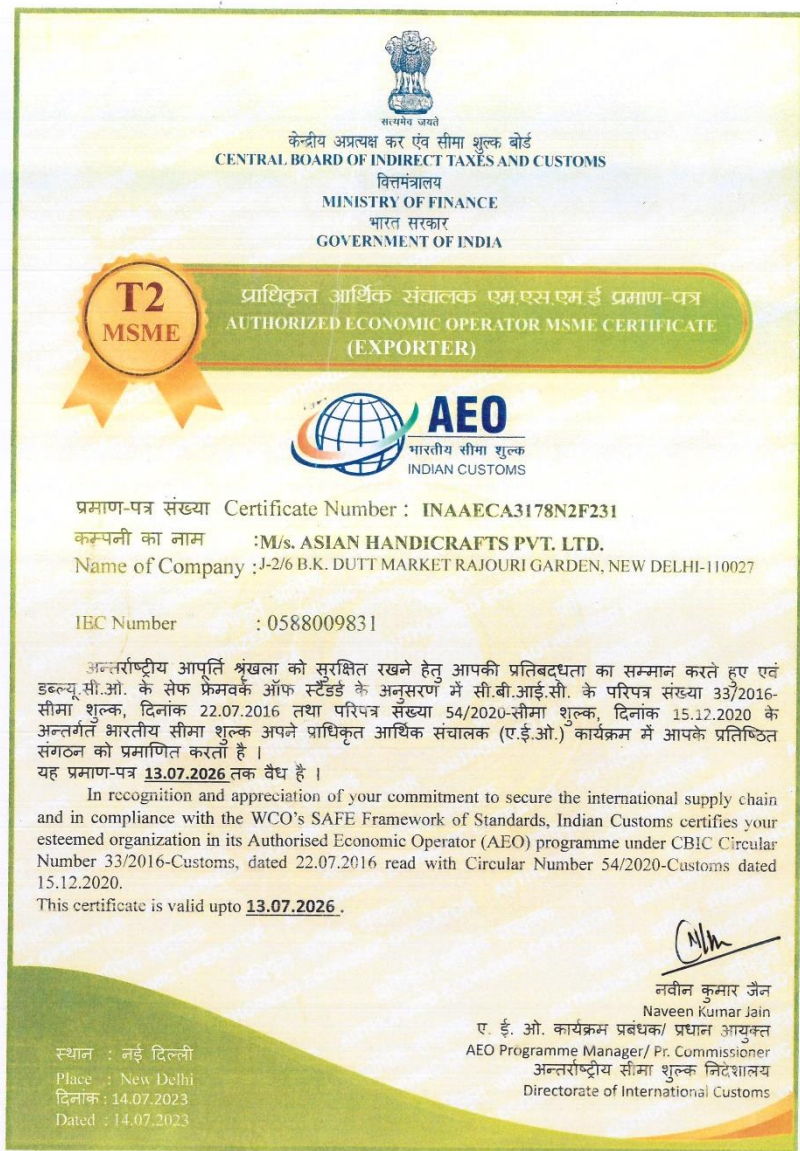 सत्यमेव जयते
केन्द्रीय अप्रत्यक्ष कर एंव सीमा शुल्क बोर्ड
CENTRAL BOARD OF INDIRECT TAXES AND CUSTOMS
वित्तमंत्रालय
MINISTRY OF FINANCE
भारत सरकार
GOVERNMENT OF INDIA
T2
MSME
प्राधिकृत आर्थिक संचालक एम.एस.एम.ई प्रमाण-पत्र
AUTHORIZED ECONOMIC OPERATOR MSME CERTIFICATE
(EXPORTER)
AEO
भारतीय सीमा शुल्क
INDIAN CUSTOMS
प्रमाण-पत्र संख्या Certificate Number : INAAECA3178N2F231
कम्पनी का नाम :M/s. ASIAN HANDICRAFTS PVT. LTD.
Name of Company :J-2/6 B.K. DUTT MARKET RAJOURI GARDEN, NEW DELHI-110027
IEC Number : 0588009831
अन्तर्राष्ट्रीय आपूर्ति श्रृंखला को सुरक्षित रखने हेतु आपकी प्रतिबद्धता का सम्मान करते हुए एवं
डब्ल्यू.सी.ओ. के सेफ फ्रेमवर्क ऑफ स्टैंडर्ड के अनुसरण में सी.बी.आई.सी. के परिपत्र संख्या 33/2016-
सीमा शुल्क, दिनांक 22.07.2016 तथा परिपत्र संख्या 54/2020-सीमा शुल्क, दिनांक 15.12.2020 के
अन्तर्गत भारतीय सीमा शुल्क अपने प्राधिकृत आर्थिक संचालक (ए.ई.ओ.) कार्यक्रम में आपके प्रतिष्ठित
संगठन को प्रमाणित करता है ।
यह प्रमाण-पत्र 13.07.2026 तक वैध है ।
In recognition and appreciation of your commitment to secure the international supply chain
and in compliance with the WCO's SAFE Framework of Standards, Indian Customs certifies your
esteemed organization in its Authorised Economic Operator (AEO) programme under CBIC Circular
Number 33/2016-Customs, dated 22.07.2016 read with Circular Number 54/2020-Customs dated
15.12.2020.
This certificate is valid upto 13.07.2026 .
नवीन कुमार जैन
Naveen Kumar Jain
ए. ई. ओ. कार्यक्रम प्रबंधक/ प्रधान आयुक्त
AEO Programme Manager/ Pr. Commissioner
अन्तर्राष्ट्रीय सीमा शुल्क निदेशालय
Directorate of International Customs
स्थान : नई दिल्ली
Place : New Delhi
दिनांक : 14.07.2023
Dated : 14.07.2023